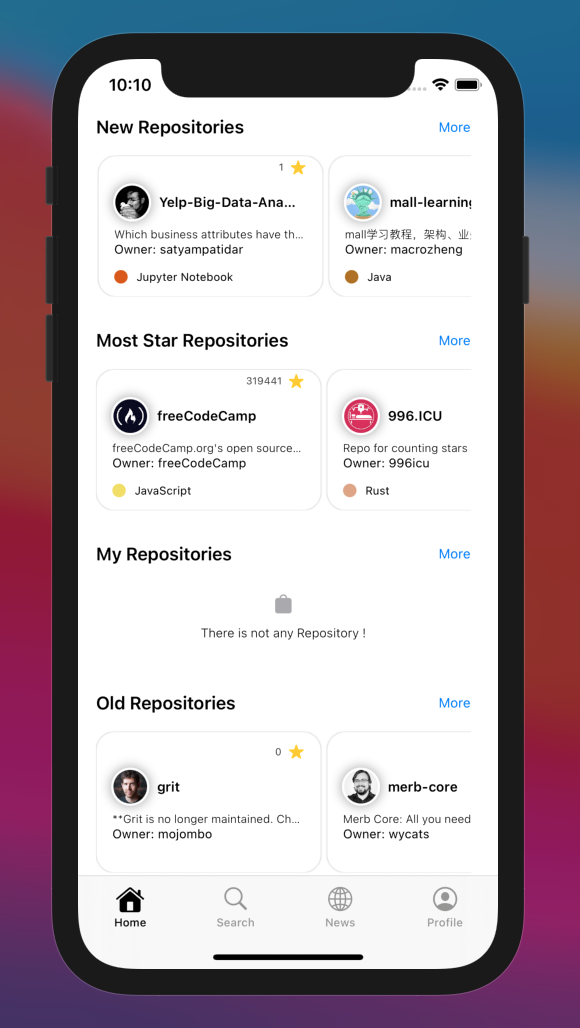 10:10
New Repositories
More
1
Yelp-Big-Data-Ana...
mall-learning
Which business attributes have th...
mall学习教程，架构、业
Owner: satyampatidar
Owner: macrozheng
Jupyter Notebook
Java
Most Star Repositories
More
319441
freeCodeCamp
996.ICU
freeCodeCamp.org's open source...
Repo for counting stars
Owner: freeCodeCamp
Owner: 996icu
JavaScript
Rust
My Repositories
More
There is not any Repository !
Old Repositories
More
0
grit
merb-core
**Grit is no longer maintained. Ch...
Merb Core: All you need
Owner: mojombo
Owner: wycats
Home
Search
News
Profile